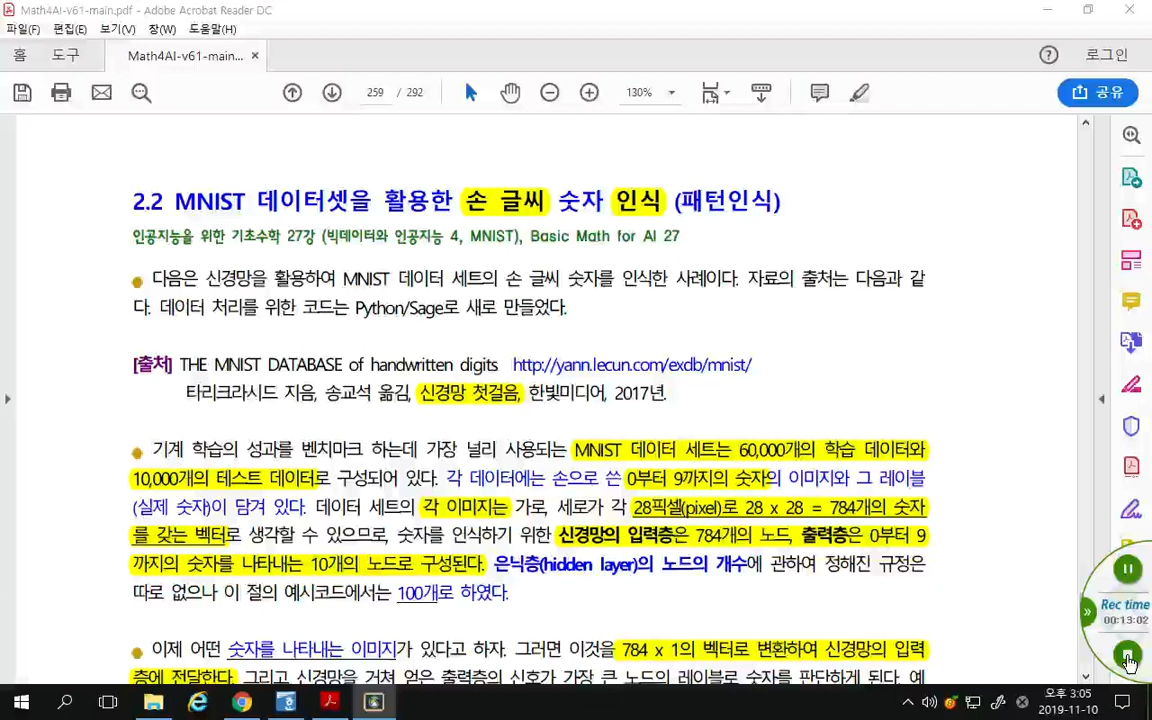 Math4AI-v61-main.pdf - Adobe Acrobat Reader DC
파일(F) 편집(E) 보기(V) 창(W) 도움말(H)
홈 도구 Math4AI-v61-main... × 로그인
259 / 292 130% 공유
2.2 MNIST 데이터셋을 활용한 손 글씨 숫자 인식 (패턴인식)
인공지능을 위한 기초수학 27강 (빅데이터와 인공지능 4, MNIST), Basic Math for AI 27
다음은 신경망을 활용하여 MNIST 데이터 세트의 손 글씨 숫자를 인식한 사례이다. 자료의 출처는 다음과 같
다. 데이터 처리를 위한 코드는 Python/Sage로 새로 만들었다.
[출처] THE MNIST DATABASE of handwritten digits http://yann.lecun.com/exdb/mnist/
타리크라시드 지음, 송교석 옮김, 신경망 첫걸음, 한빛미디어, 2017년.
기계 학습의 성과를 벤치마크 하는데 가장 널리 사용되는 MNIST 데이터 세트는 60,000개의 학습 데이터와
10,000개의 테스트 데이터로 구성되어 있다. 각 데이터에는 손으로 쓴 0부터 9까지의 숫자의 이미지와 그 레이블
(실제 숫자)이 담겨 있다. 데이터 세트의 각 이미지는 가로, 세로가 각 28픽셀(pixel)로 28 x 28 = 784개의 숫자
를 갖는 벡터로 생각할 수 있으므로, 숫자를 인식하기 위한 신경망의 입력층은 784개의 노드, 출력층은 0부터 9
까지의 숫자를 나타내는 10개의 노드로 구성된다. 은닉층(hidden layer)의 노드의 개수에 관하여 정해진 규정은
따로 없으나 이 절의 예시코드에서는 100개로 하였다.
Rec time
00:13:02
이제 어떤 숫자를 나타내는 이미지가 있다고 하자. 그러면 이것을 784 x 1의 벡터로 변환하여 신경망의 입력
층에 전달한다. 그리고 신경망을 거쳐 얻은 출력층의 신호가 가장 큰 노드의 레이블로 숫자를 판단하게 된다. 예
오후 3:05
2019-11-10